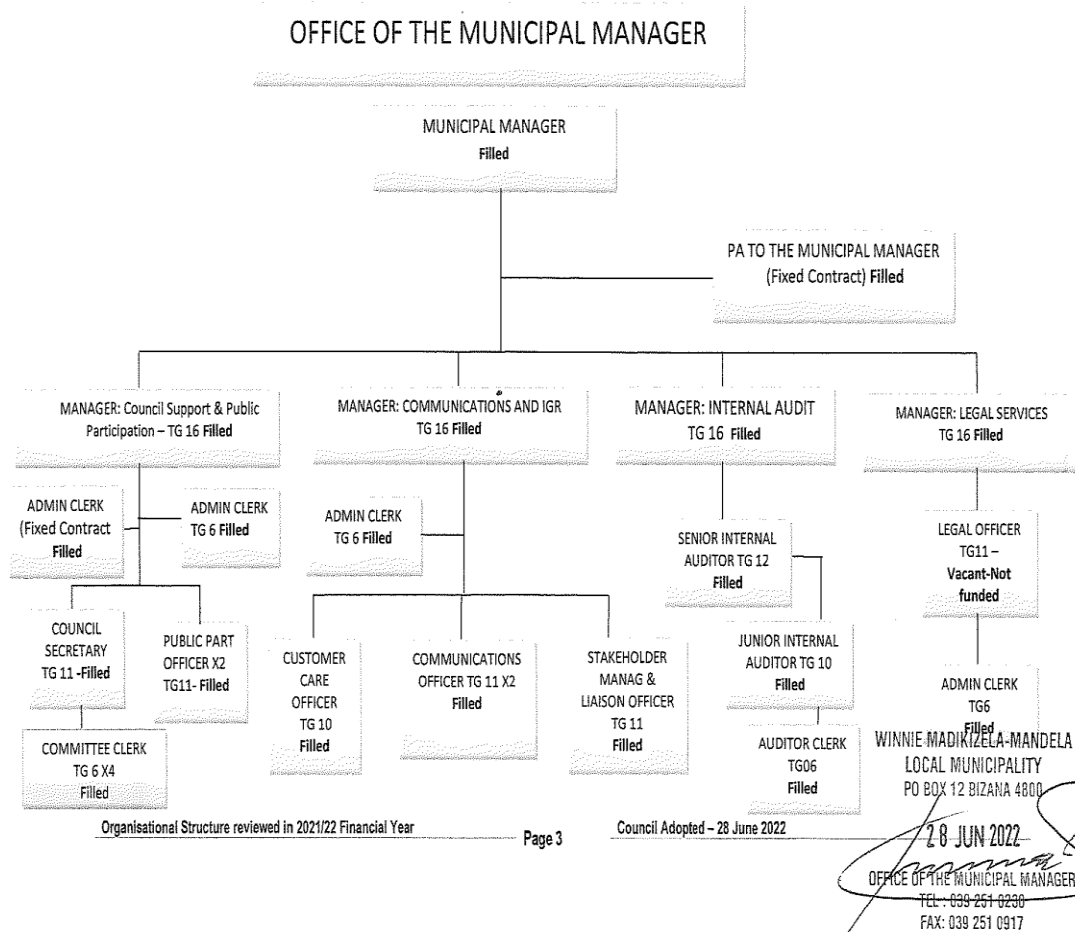 OFFICE OF THE MUNICIPAL MANAGER
MUNICIPAL MANAGER
Filled
PA TO THE MUNICIPAL MANAGER
(Fixed Contract) Filled
MANAGER: Council Support & Public
Participation – TG 16 Filled
MANAGER: COMMUNICATIONS AND IGR
TG 16 Filled
MANAGER: INTERNAL AUDIT
TG 16 Filled
MANAGER: LEGAL SERVICES
TG 16 Filled
ADMIN CLERK
(Fixed Contract
Filled
ADMIN CLERK
TG 6 Filled
ADMIN CLERK
TG 6 Filled
SENIOR INTERNAL
AUDITOR TG 12
Filled
LEGAL OFFICER
TG11 –
Vacant-Not
funded
COUNCIL
SECRETARY
TG 11 -Filled
PUBLIC PART
OFFICER X2
TG11- Filled
CUSTOMER
CARE
OFFICER
TG 10
Filled
COMMUNICATIONS
OFFICER TG 11 X2
Filled
STAKEHOLDER
MANAG &
LIAISON OFFICER
TG 11
Filled
JUNIOR INTERNAL
AUDITOR TG 10
Filled
ADMIN CLERK
TG6
Filled
COMMITTEE CLERK
TG 6 X4
Filled
AUDITOR CLERK
TG06
Filled
WINNIE MADIKIZELA-MANDELA
LOCAL MUNICIPALITY
PO BOX 12 BIZANA 4800
28 JUN 2022
OFFICE OF THE MUNICIPAL MANAGER
TEL: 039 251 0230
FAX: 039 251 0917
Organisational Structure reviewed in 2021/22 Financial Year
Page 3
Council Adopted – 28 June 2022